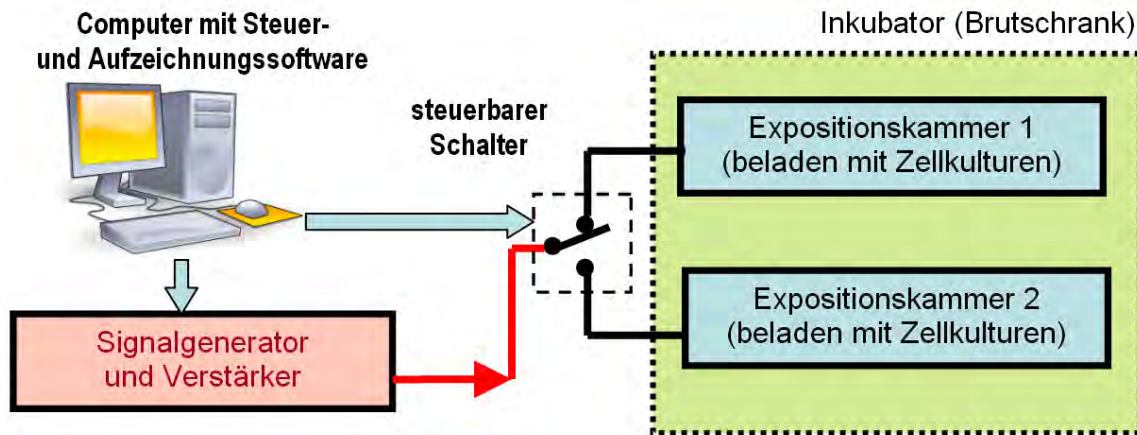 Computer mit Steuer-
und Aufzeichnungssoftware
Inkubator (Brutschrank)
steuerbarer
Schalter
Expositionskammer 1
(beladen mit Zellkulturen)
Expositionskammer 2
(beladen mit Zellkulturen)
Signalgenerator
und Verstärker